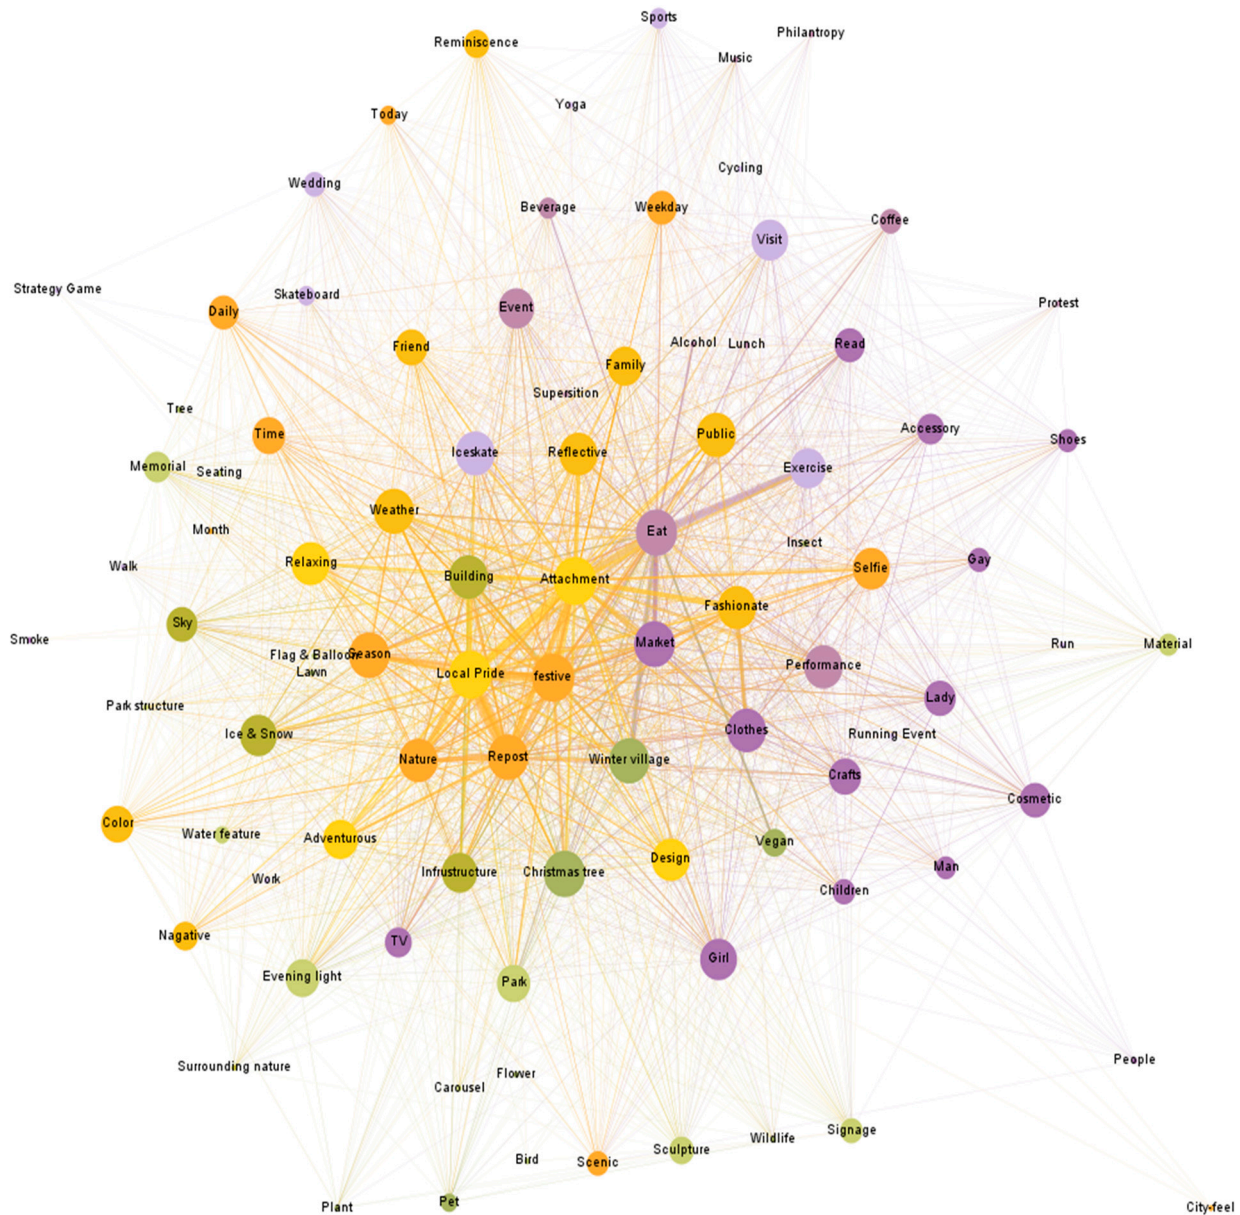 Sports
Philantropy
Reminiscence
Music
Yoga
Today
Cycling
Wedding
Beverage
Weekday
Coffee
Visit
Strategy Game
Skateboard
Protest
Daily
Event
Friend
Alcohol
Lunch
Read
Family
Supersition
Tree
Time
Public
Accessory
Shoes
Iceskate
Reflective
Memorial
Seating
Exercise
Weather
Month
Eat
Insect
Relaxing
Walk
Building
Attachment
Selfie
Gay
Fashionate
Sky
Smoke
Market
Run
Material
Flag & Balloon
Season
Lawn
Local Pride
festive
Performance
Lady
Park structure
Ice & Snow
Clothes
Running Event
Nature
Repost
Winter village
Crafts
Cosmetic
Color
Water feature
Adventurous
Vegan
Design
Man
Infrustructure
Christmas tree
Work
Children
Nagative
TV
Girl
Evening light
Park
Surrounding nature
Flower
People
Carousel
Signage
Wildlife
Sculpture
Bird
Scenic
Plant
Pet
City feel